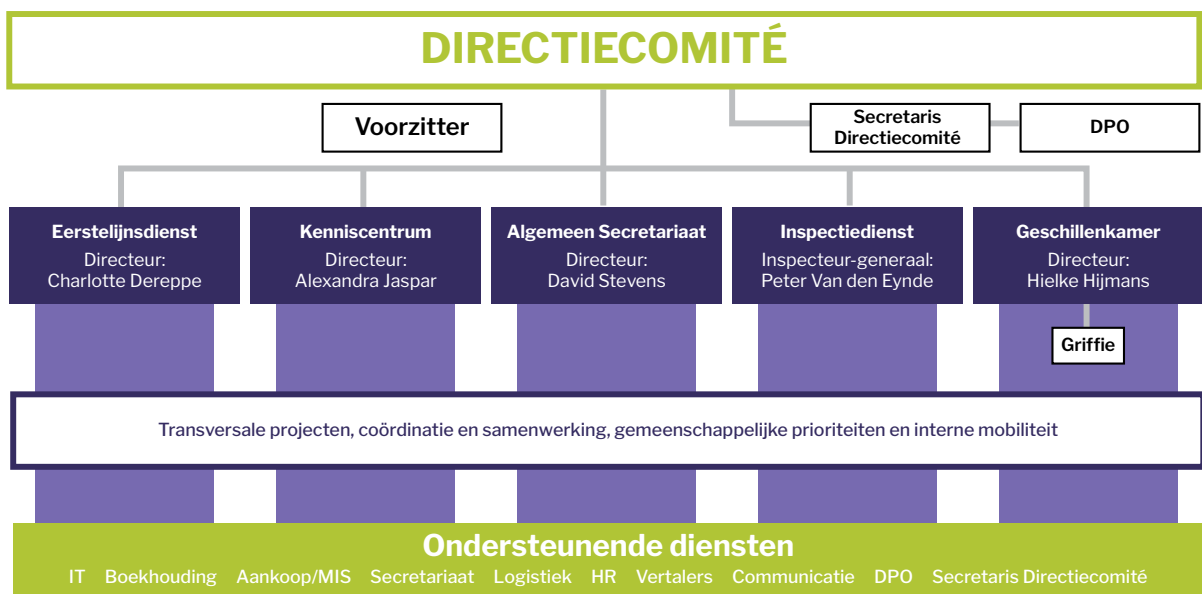 DIRECTIECOMITÉ
Voorzitter
Secretaris
Directiecomité
DPO
Eerstelijnsdienst
Directeur:
Charlotte Dereppe
Kenniscentrum
Directeur:
Alexandra Jaspar
Algemeen Secretariaat
Directeur:
David Stevens
Inspectiedienst
Inspecteur-generaal:
Peter Van den Eynde
Geschillenkamer
Directeur:
Hielke Hijmans
Griffie
Transversale projecten, coördinatie en samenwerking, gemeenschappelijke prioriteiten en interne mobiliteit
Ondersteunende diensten
IT Boekhouding Aankoop/MIS Secretariaat Logistiek HR Vertalers Communicatie DPO Secretaris Directiecomité